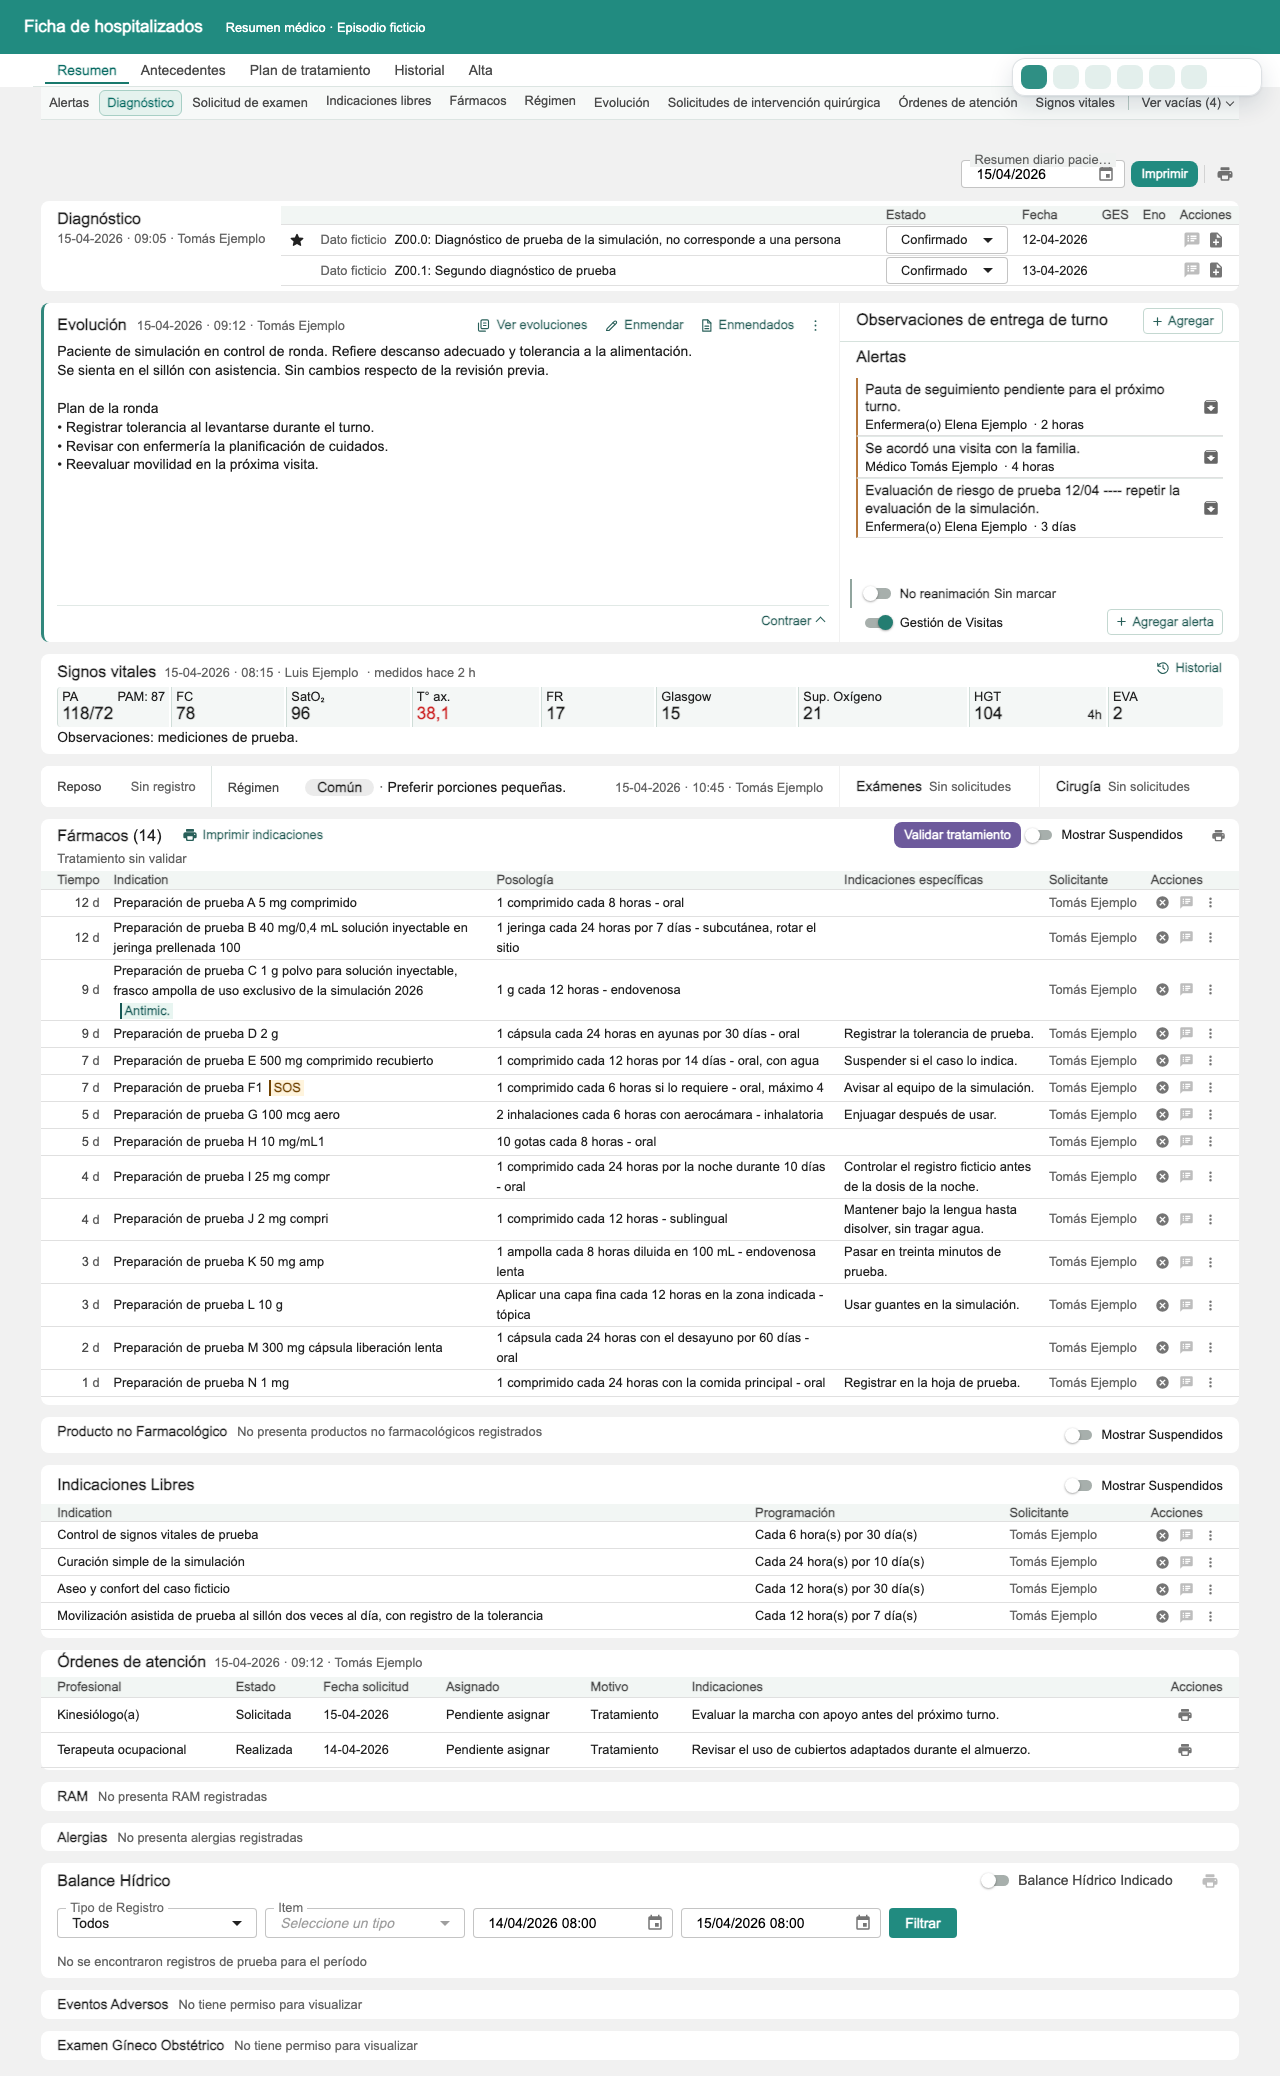 Ficha de hospitalizados Resumen médico · Episodio ficticio
Resumen Antecedentes Plan de tratamiento Historial Alta
Alertas Diagnóstico Solicitud de examen Indicaciones libres Fármacos Régimen Evolución Solicitudes de intervención quirúrgica Órdenes de atención Signos vitales Ver vacías (4)
Resumen diario pacie...
15/04/2026 Imprimir
Diagnóstico
15-04-2026 · 09:05 · Tomás Ejemplo
Estado Fecha GES Eno Acciones
Dato ficticio Z00.0: Diagnóstico de prueba de la simulación, no corresponde a una persona Confirmado 12-04-2026
Dato ficticio Z00.1: Segundo diagnóstico de prueba Confirmado 13-04-2026
Evolución 15-04-2026 · 09:12 · Tomás Ejemplo Ver evoluciones Enmendar Enmendados
Paciente de simulación en control de ronda. Refiere descanso adecuado y tolerancia a la alimentación.
Se sienta en el sillón con asistencia. Sin cambios respecto de la revisión previa.
Plan de la ronda
• Registrar tolerancia al levantarse durante el turno.
• Revisar con enfermería la planificación de cuidados.
• Reevaluar movilidad en la próxima visita.
Contraer
Observaciones de entrega de turno + Agregar
Alertas
Pauta de seguimiento pendiente para el próximo
turno.
Enfermera(o) Elena Ejemplo · 2 horas
Se acordó una visita con la familia.
Médico Tomás Ejemplo · 4 horas
Evaluación de riesgo de prueba 12/04 ---- repetir la
evaluación de la simulación.
Enfermera(o) Elena Ejemplo · 3 días
No reanimación Sin marcar
Gestión de Visitas + Agregar alerta
Signos vitales 15-04-2026 · 08:15 · Luis Ejemplo · medidos hace 2 h Historial
PA PAM: 87 FC SatO₂ T° ax. FR Glasgow Sup. Oxígeno HGT EVA
118/72 78 96 38,1 17 15 21 104 4h 2
Observaciones: mediciones de prueba.
Reposo Sin registro Régimen Común · Preferir porciones pequeñas. 15-04-2026 · 10:45 · Tomás Ejemplo Exámenes Sin solicitudes Cirugía Sin solicitudes
Fármacos (14) Imprimir indicaciones Validar tratamiento Mostrar Suspendidos
Tratamiento sin validar
Tiempo Indication Posología Indicaciones específicas Solicitante Acciones
12 d Preparación de prueba A 5 mg comprimido 1 comprimido cada 8 horas - oral Tomás Ejemplo
12 d Preparación de prueba B 40 mg/0,4 mL solución inyectable en
jeringa prellenada 100 1 jeringa cada 24 horas por 7 días - subcutánea, rotar el
sitio Tomás Ejemplo
9 d Preparación de prueba C 1 g polvo para solución inyectable,
frasco ampolla de uso exclusivo de la simulación 2026
Antimic. 1 g cada 12 horas - endovenosa Tomás Ejemplo
9 d Preparación de prueba D 2 g 1 cápsula cada 24 horas en ayunas por 30 días - oral Registrar la tolerancia de prueba. Tomás Ejemplo
7 d Preparación de prueba E 500 mg comprimido recubierto 1 comprimido cada 12 horas por 14 días - oral, con agua Suspender si el caso lo indica. Tomás Ejemplo
7 d Preparación de prueba F1 SOS 1 comprimido cada 6 horas si lo requiere - oral, máximo 4 Avisar al equipo de la simulación. Tomás Ejemplo
5 d Preparación de prueba G 100 mcg aero 2 inhalaciones cada 6 horas con aerocámara - inhalatoria Enjuagar después de usar. Tomás Ejemplo
5 d Preparación de prueba H 10 mg/mL1 10 gotas cada 8 horas - oral Tomás Ejemplo
4 d Preparación de prueba I 25 mg compr 1 comprimido cada 24 horas por la noche durante 10 días
- oral Controlar el registro ficticio antes
de la dosis de la noche. Tomás Ejemplo
4 d Preparación de prueba J 2 mg compri 1 comprimido cada 12 horas - sublingual Mantener bajo la lengua hasta
disolver, sin tragar agua. Tomás Ejemplo
3 d Preparación de prueba K 50 mg amp 1 ampolla cada 8 horas diluida en 100 mL - endovenosa
lenta Pasar en treinta minutos de
prueba. Tomás Ejemplo
3 d Preparación de prueba L 10 g Aplicar una capa fina cada 12 horas en la zona indicada -
tópica Usar guantes en la simulación. Tomás Ejemplo
2 d Preparación de prueba M 300 mg cápsula liberación lenta 1 cápsula cada 24 horas con el desayuno por 60 días -
oral Tomás Ejemplo
1 d Preparación de prueba N 1 mg 1 comprimido cada 24 horas con la comida principal - oral Registrar en la hoja de prueba. Tomás Ejemplo
Producto no Farmacológico No presenta productos no farmacológicos registrados Mostrar Suspendidos
Indicaciones Libres Mostrar Suspendidos
Indication Programación Solicitante Acciones
Control de signos vitales de prueba Cada 6 hora(s) por 30 día(s) Tomás Ejemplo
Curación simple de la simulación Cada 24 hora(s) por 10 día(s) Tomás Ejemplo
Aseo y confort del caso ficticio Cada 12 hora(s) por 30 día(s) Tomás Ejemplo
Movilización asistida de prueba al sillón dos veces al día, con registro de la tolerancia Cada 12 hora(s) por 7 día(s) Tomás Ejemplo
Órdenes de atención 15-04-2026 · 09:12 · Tomás Ejemplo
Profesional Estado Fecha solicitud Asignado Motivo Indicaciones Acciones
Kinesiólogo(a) Solicitada 15-04-2026 Pendiente asignar Tratamiento Evaluar la marcha con apoyo antes del próximo turno.
Terapeuta ocupacional Realizada 14-04-2026 Pendiente asignar Tratamiento Revisar el uso de cubiertos adaptados durante el almuerzo.
RAM No presenta RAM registradas
Alergias No presenta alergias registradas
Balance Hídrico Balance Hídrico Indicado
Tipo de Registro Item
Todos Seleccione un tipo 14/04/2026 08:00 15/04/2026 08:00 Filtrar
No se encontraron registros de prueba para el período
Eventos Adversos No tiene permiso para visualizar
Examen Gíneco Obstétrico No tiene permiso para visualizar